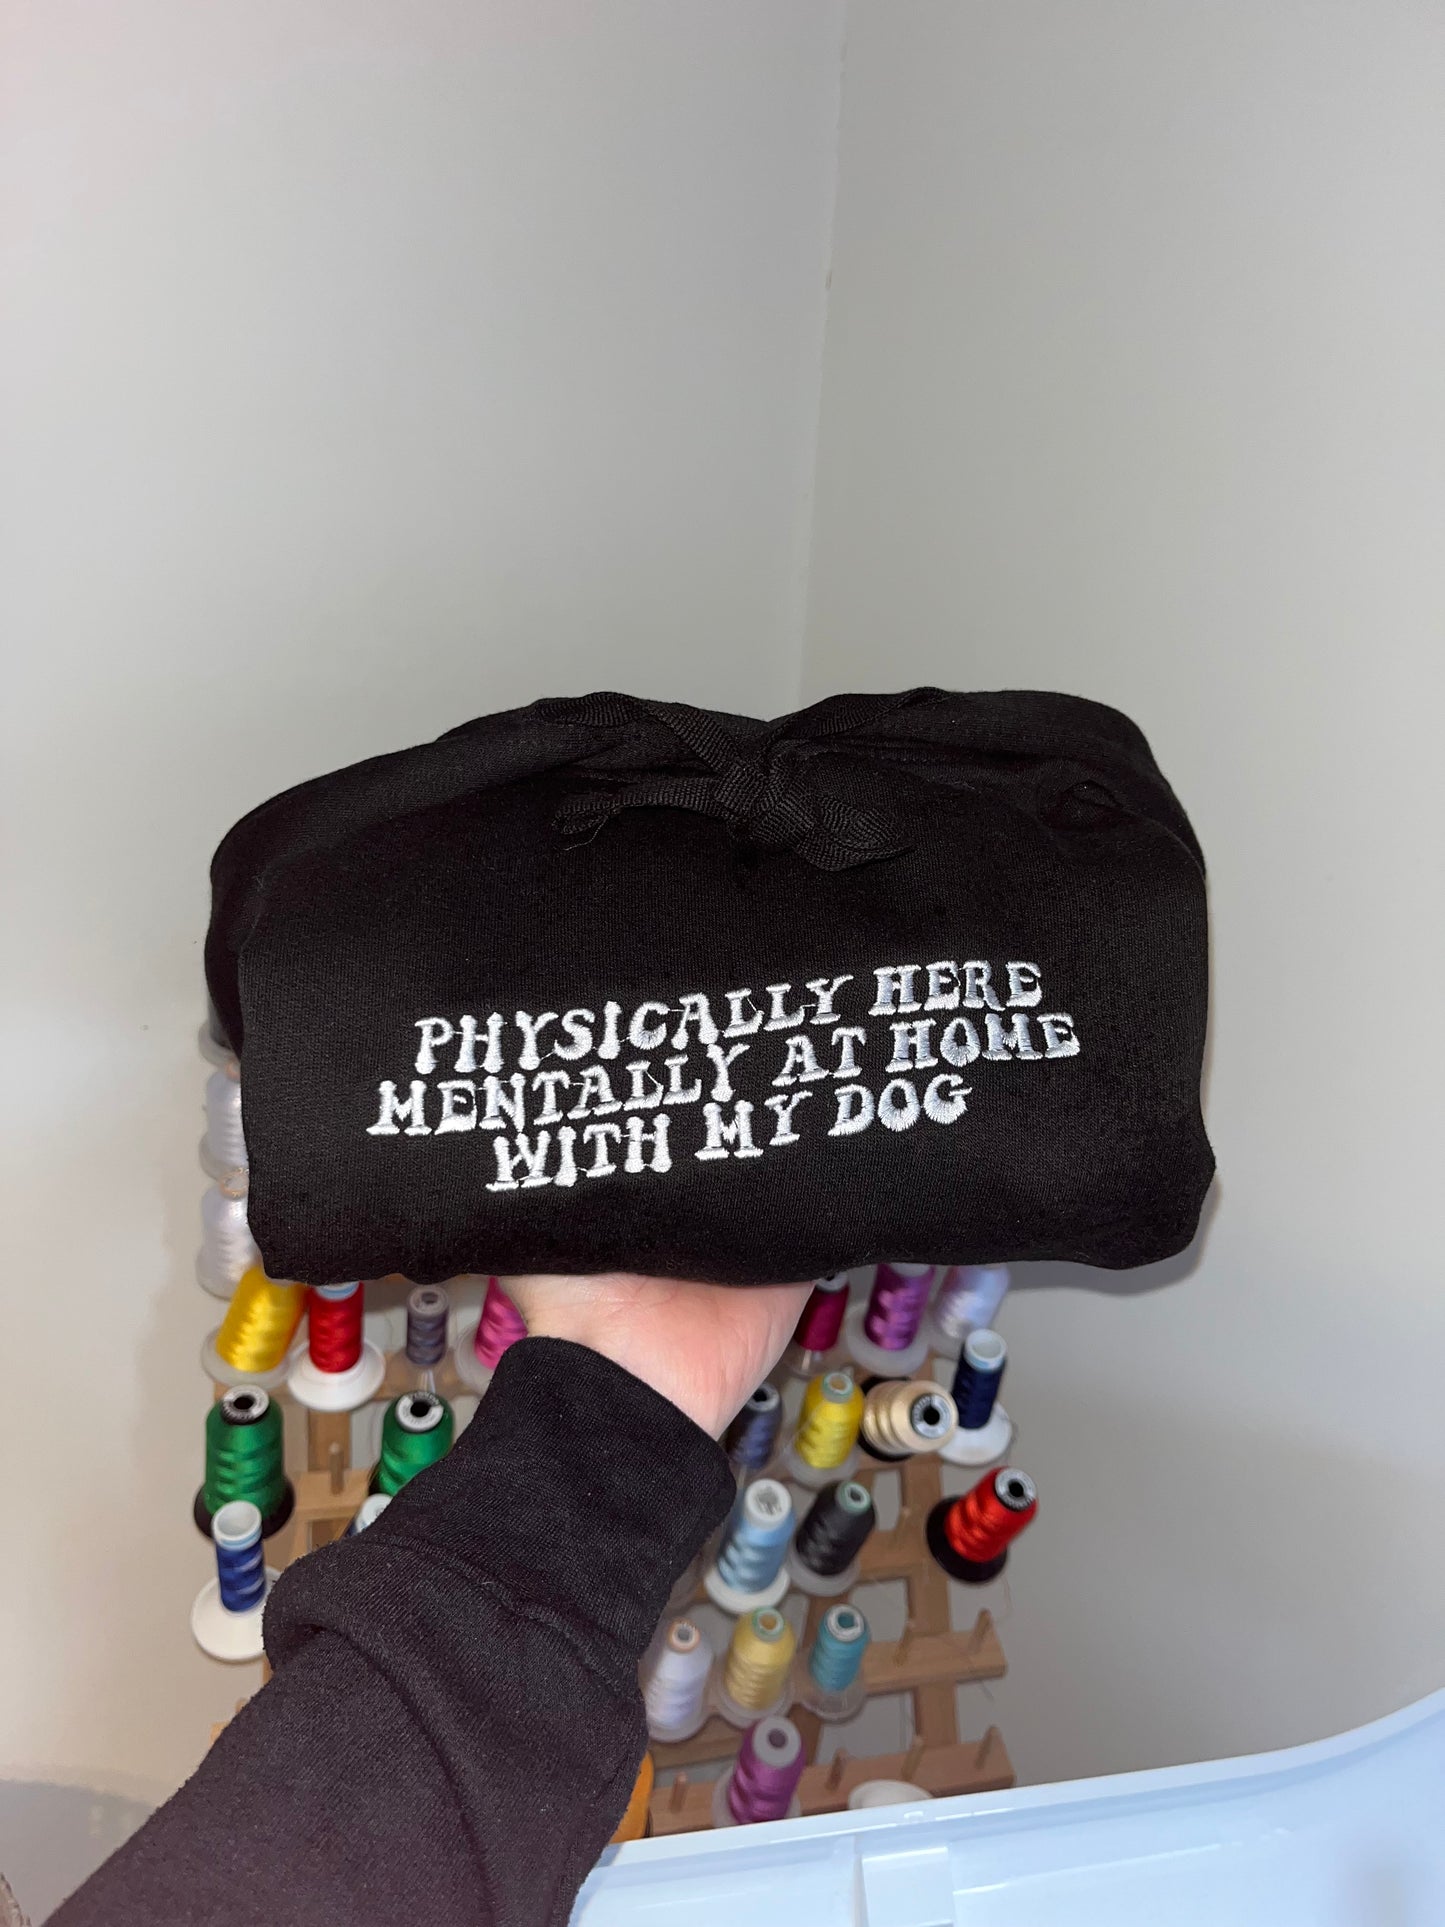 PHYSICALLY HERE
MENTALLY AT HOME
WITH MY DOG